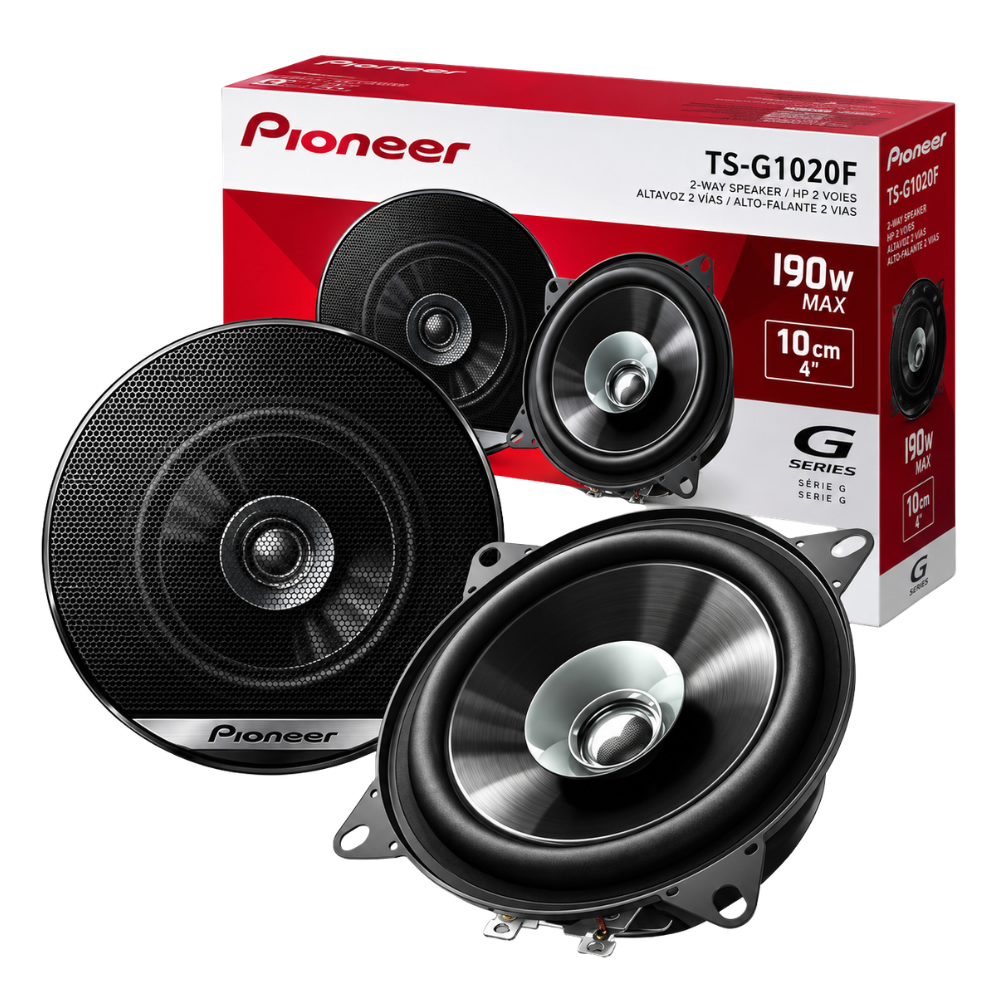 Pioneer
Pioneer
TS-G1020F
2-WAY SPEAKER / HP 2 VOIES
ALTAVOZ 2 VÍAS / ALTO-FALANTE 2 VIAS
190W
MAX
10cm
4"
G
SERIES
SÉRIE G
SERIE G
Pioneer
TS-G1020F
2-WAY SPEAKER
HP 2 VOIES
ALTAVOZ 2 VÍAS
ALTO-FALANTE 2 VIAS
190W
MAX
10cm
4"
G
SERIES
Pioneer